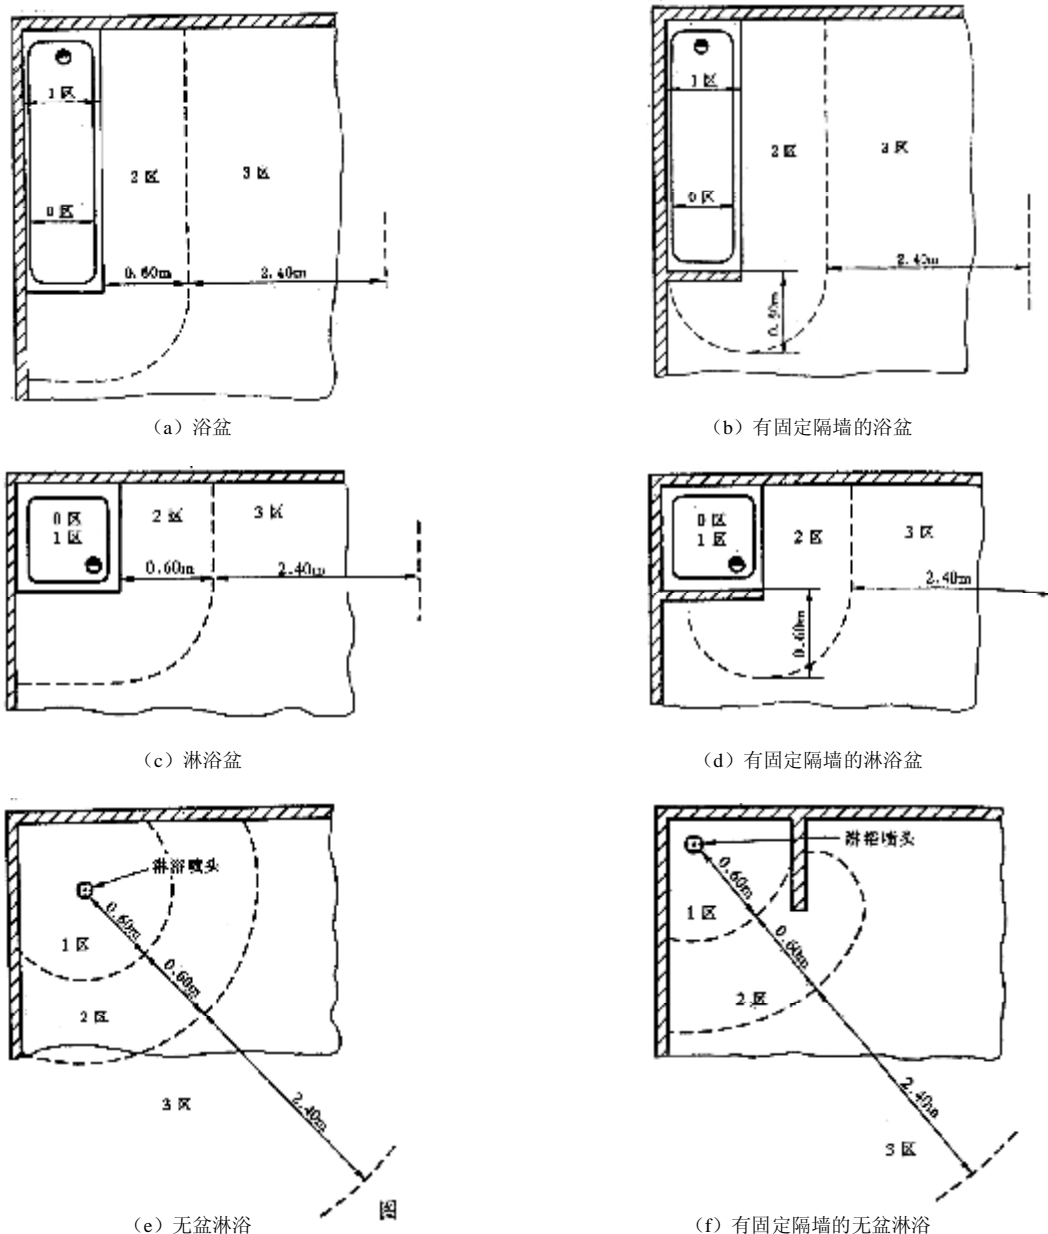 1 区
2 区
3 区
0 区
0.60m
2.40m
(a)浴盆
1 区
2 区
3 区
0 区
2.40m
0.60m
(b)有固定隔墙的浴盆
0 区
1 区
2 区
3 区
0.60m
2.40m
(c)淋浴盆
0 区
1 区
2 区
3 区
2.40m
0.60m
(d)有固定隔墙的淋浴盆
淋浴喷头
0.60m
1 区
0.60m
2 区
2.40m
3 区
图
(e)无盆淋浴
淋浴喷头
0.60m
1 区
0.60m
2 区
2.40m
3 区
(f)有固定隔墙的无盆淋浴